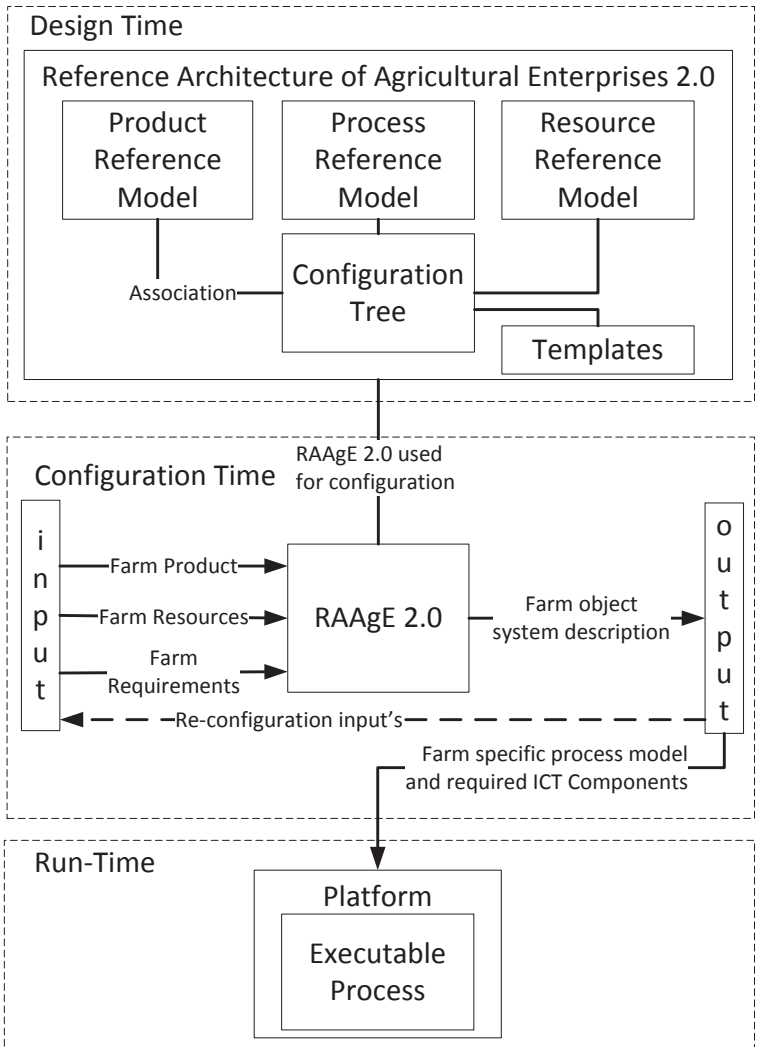 Design Time
Reference Architecture of Agricultural Enterprises 2.0
Product
Reference
Model
Process
Reference
Model
Resource
Reference
Model
Association
Configuration
Tree
Templates
RAAgE 2.0 used
for configuration
Configuration Time
input
Farm Product
Farm Resources
Farm
Requirements
RAAgE 2.0
Farm object
system description
output
Re-configuration input's
Farm specific process model
and required ICT Components
Run-Time
Platform
Executable
Process